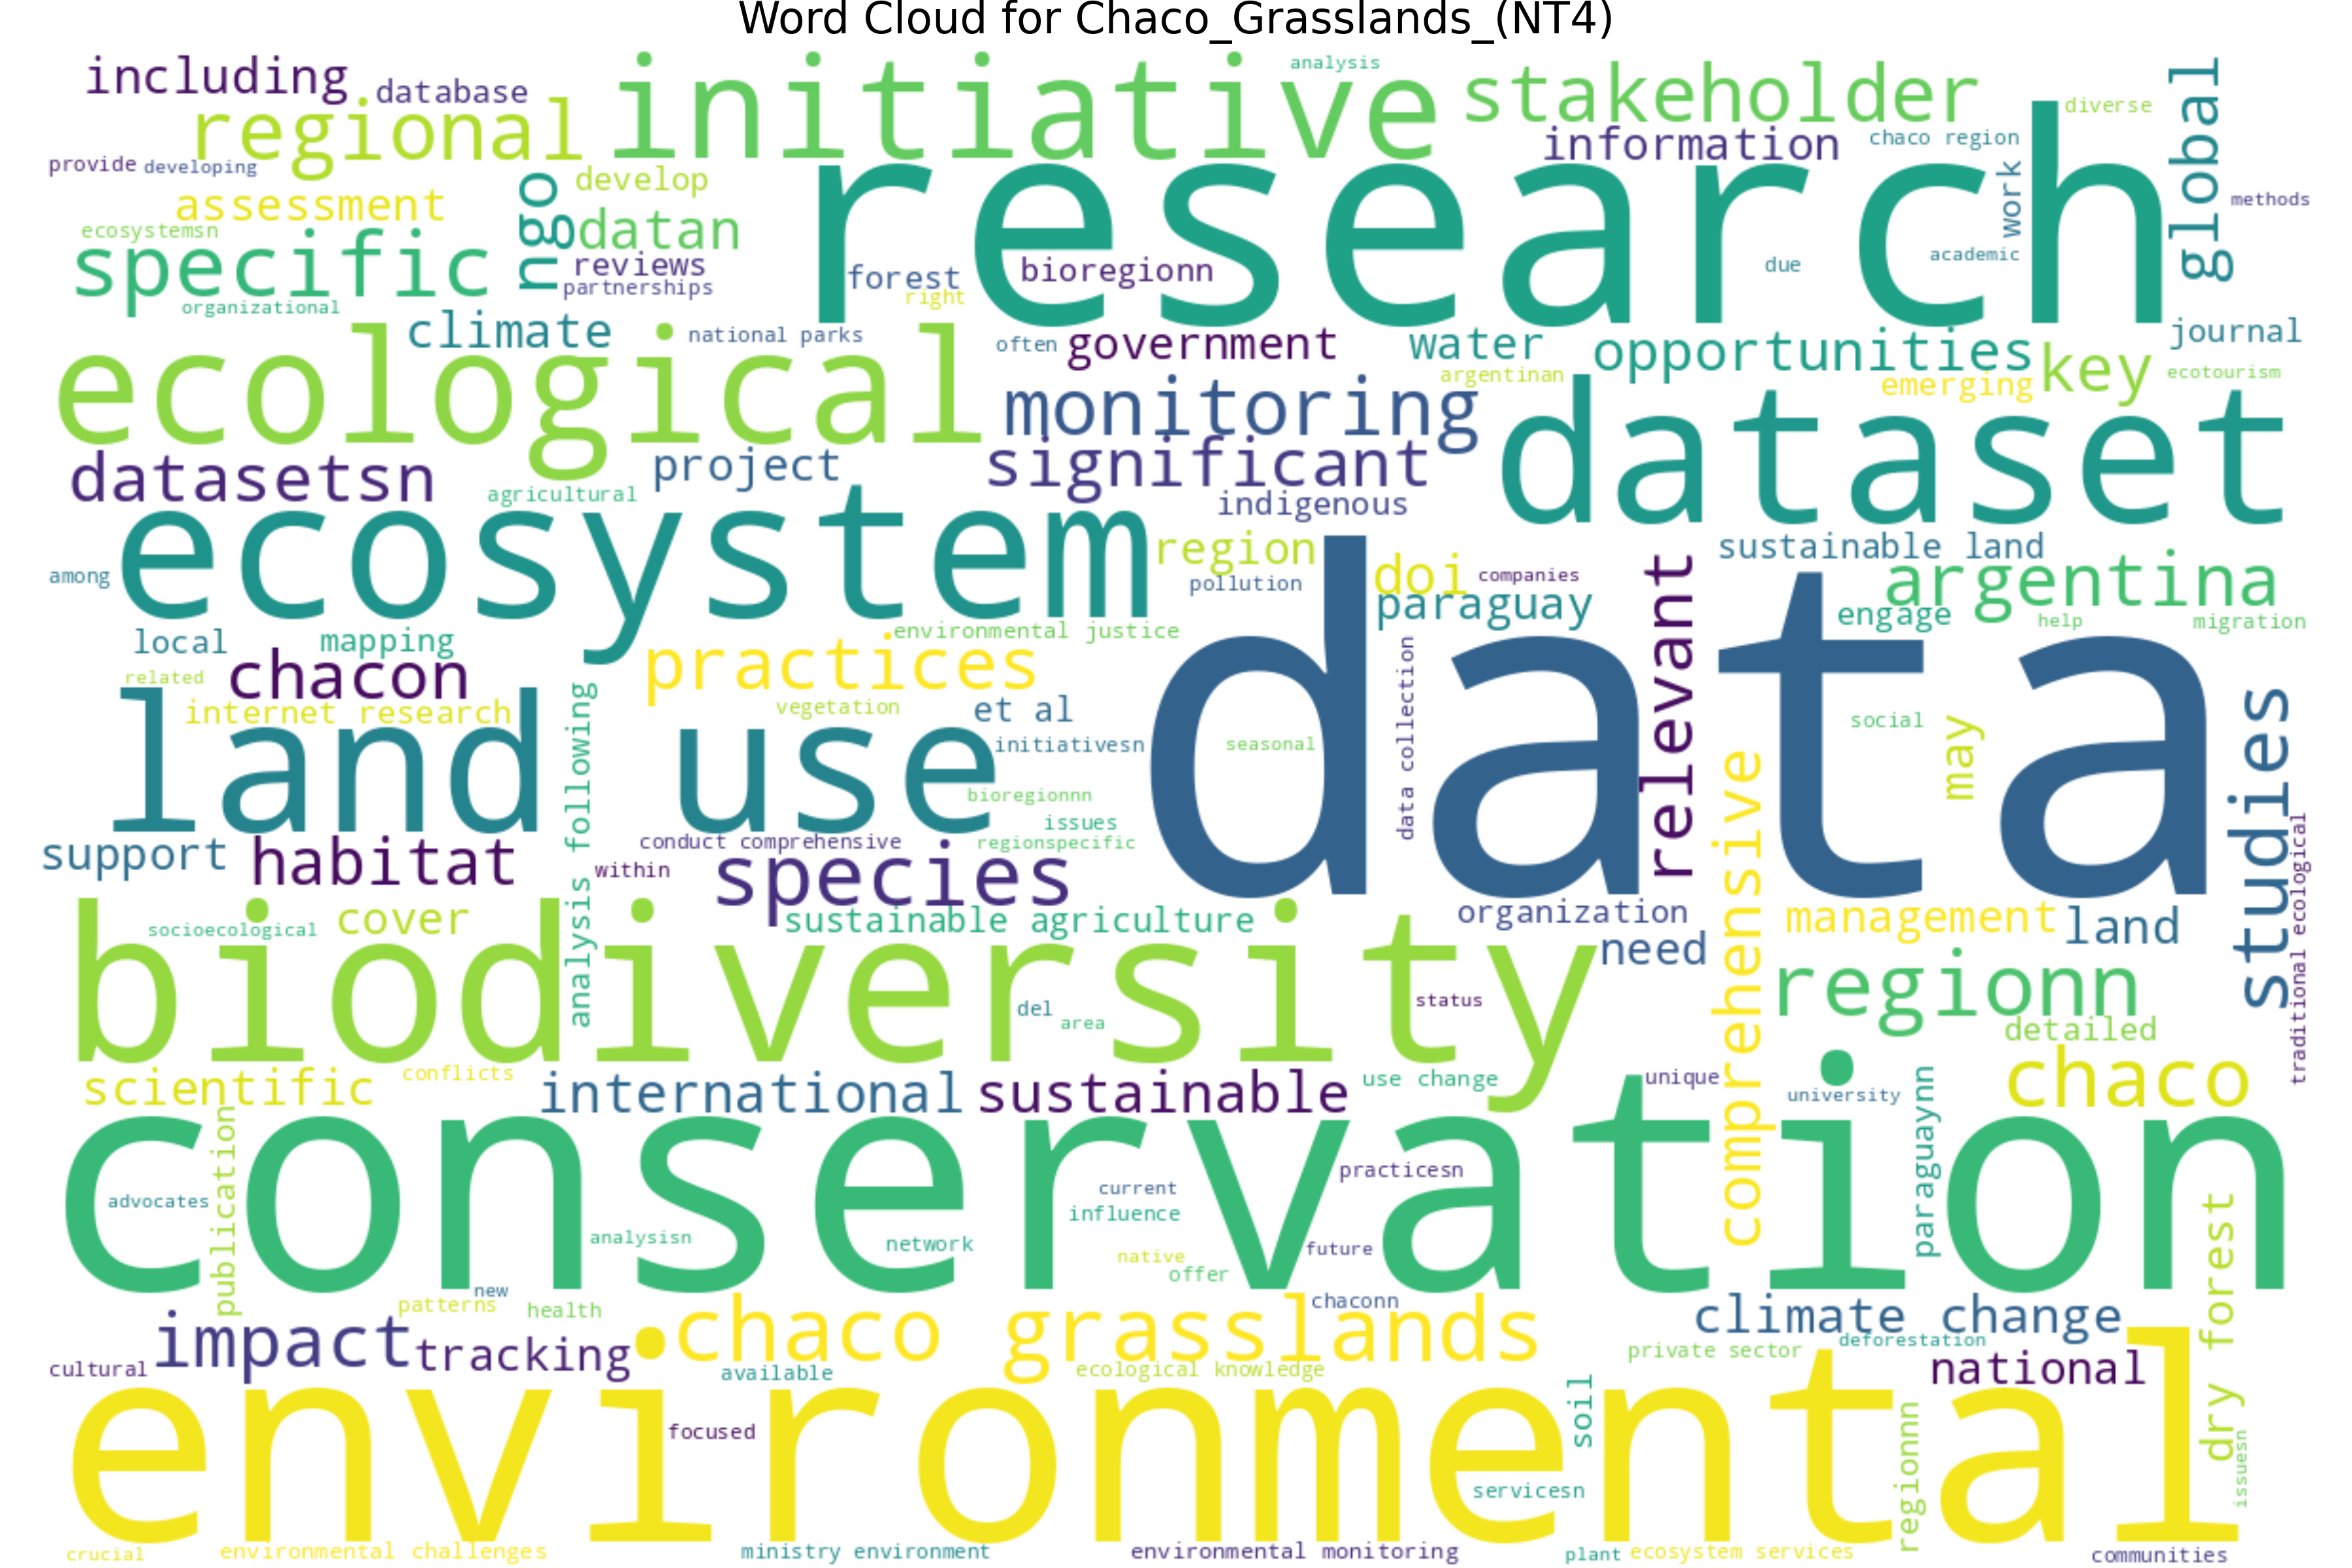 Word Cloud for Chaco_Grasslands_(NT4)
including
database
regional
initiative
analysis
stakeholder
global
diverse
information
chaco region
provide
developing
ngo
develop
research
work
methods
assessment
datan
ecosystemsn
specific
reviews
partnerships
forest
right
bioregionn
due
academic
organizational
climate
national parks
often
government
water
opportunities
journal
ecological
argentinan
emerging
key
ecotourism
monitoring
dataset
datasetsn
project
significant
agricultural
indigenous
ecosystem
region
pollution
doi
companies
paraguay
relevant
sustainable land
argentina
among
engage
help
migration
local
mapping
environmental justice
data
data collection
chacon
practices
related
internet research
analysis following
vegetation
et al
land use
initiativesn
seasonal
social
may
studies
comprehensive
bioregionnn
issues
support
habitat
conduct comprehensive
regionspecific
within
species
traditional ecological
socioecological
cover
sustainable agriculture
organization
management
land
need
biodiversity
del
area
status
regionn
detailed
scientific
conflicts
international
sustainable
use change
unique
university
chaco
paraguaynn
publication
conservation
advocates
practicesn
current
influence
analysisn
network
native
future
offer
dry forest
new
patterns
health
chaconn
impact
tracking
chaco grasslands
climate change
deforestation
private sector
cultural
available
ecological knowledge
national
environmental
focused
soil
regionnn
issuesn
servicesn
crucial
environmental challenges
ministry environment
environmental monitoring
plant
ecosystem services
communities